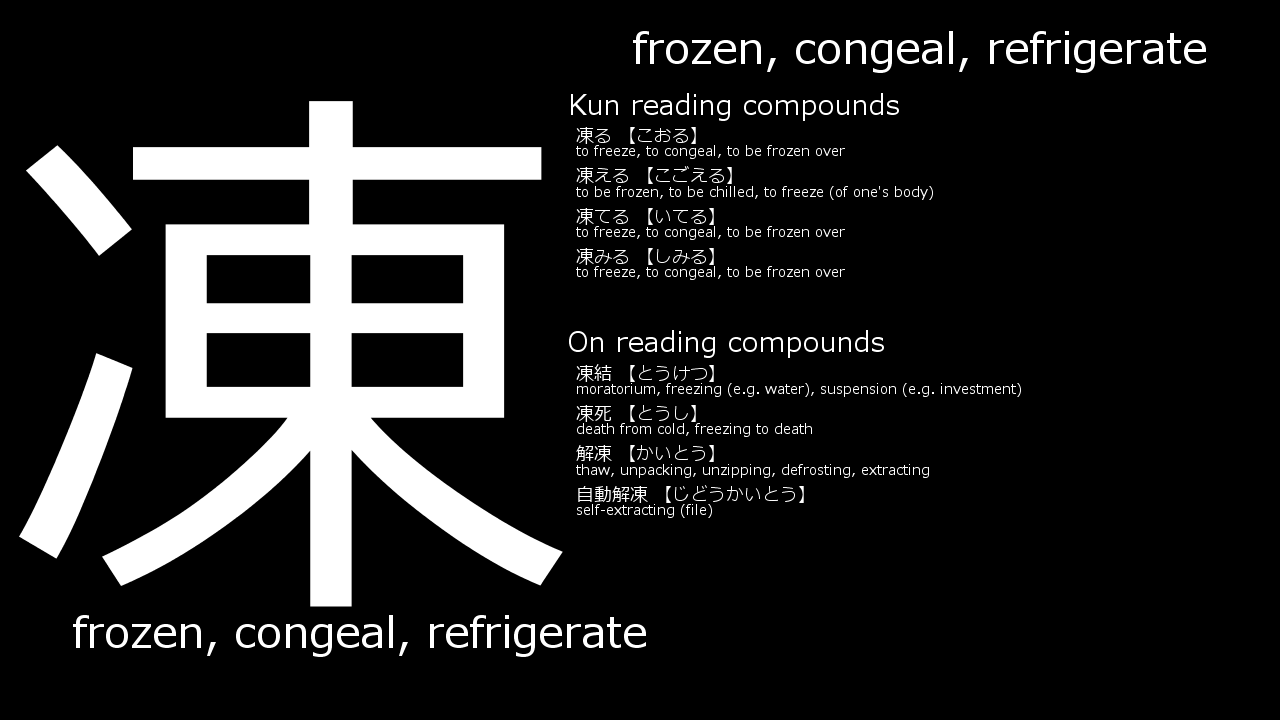 frozen, congeal, refrigerate
凍
Kun reading compounds
凍る 【こおる】
to freeze, to congeal, to be frozen over
凍える 【こごえる】
to be frozen, to be chilled, to freeze (of one's body)
凍てる 【いてる】
to freeze, to congeal, to be frozen over
凍みる 【しみる】
to freeze, to congeal, to be frozen over
On reading compounds
凍結 【とうけつ】
moratorium, freezing (e.g. water), suspension (e.g. investment)
凍死 【とうし】
death from cold, freezing to death
解凍 【かいとう】
thaw, unpacking, unzipping, defrosting, extracting
自動解凍 【じどうかいとう】
self-extracting (file)
frozen, congeal, refrigerate